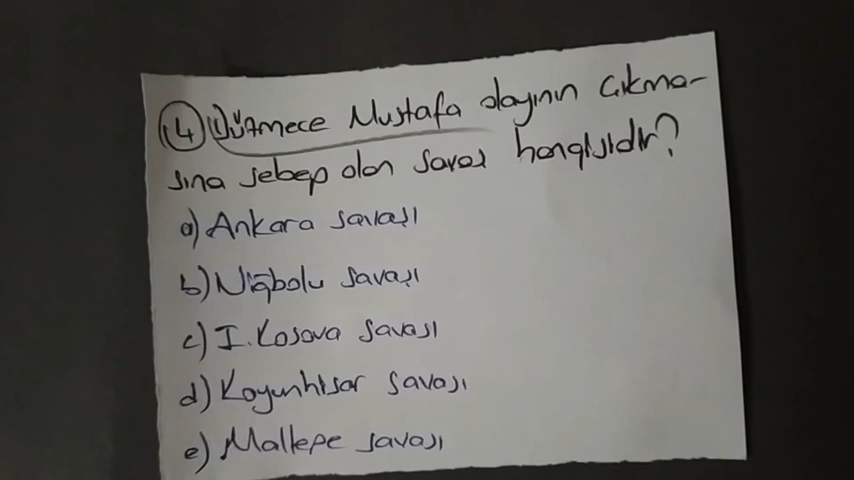 4 Düzmece Mustafa olayının çıkma-
sına sebep olan savaş hangisidir?
a) Ankara savaşı
b) Niğbolu savaşı
c) I. Kosova savaşı
d) Koyunhisar savaşı
e) Maltepe savaşı